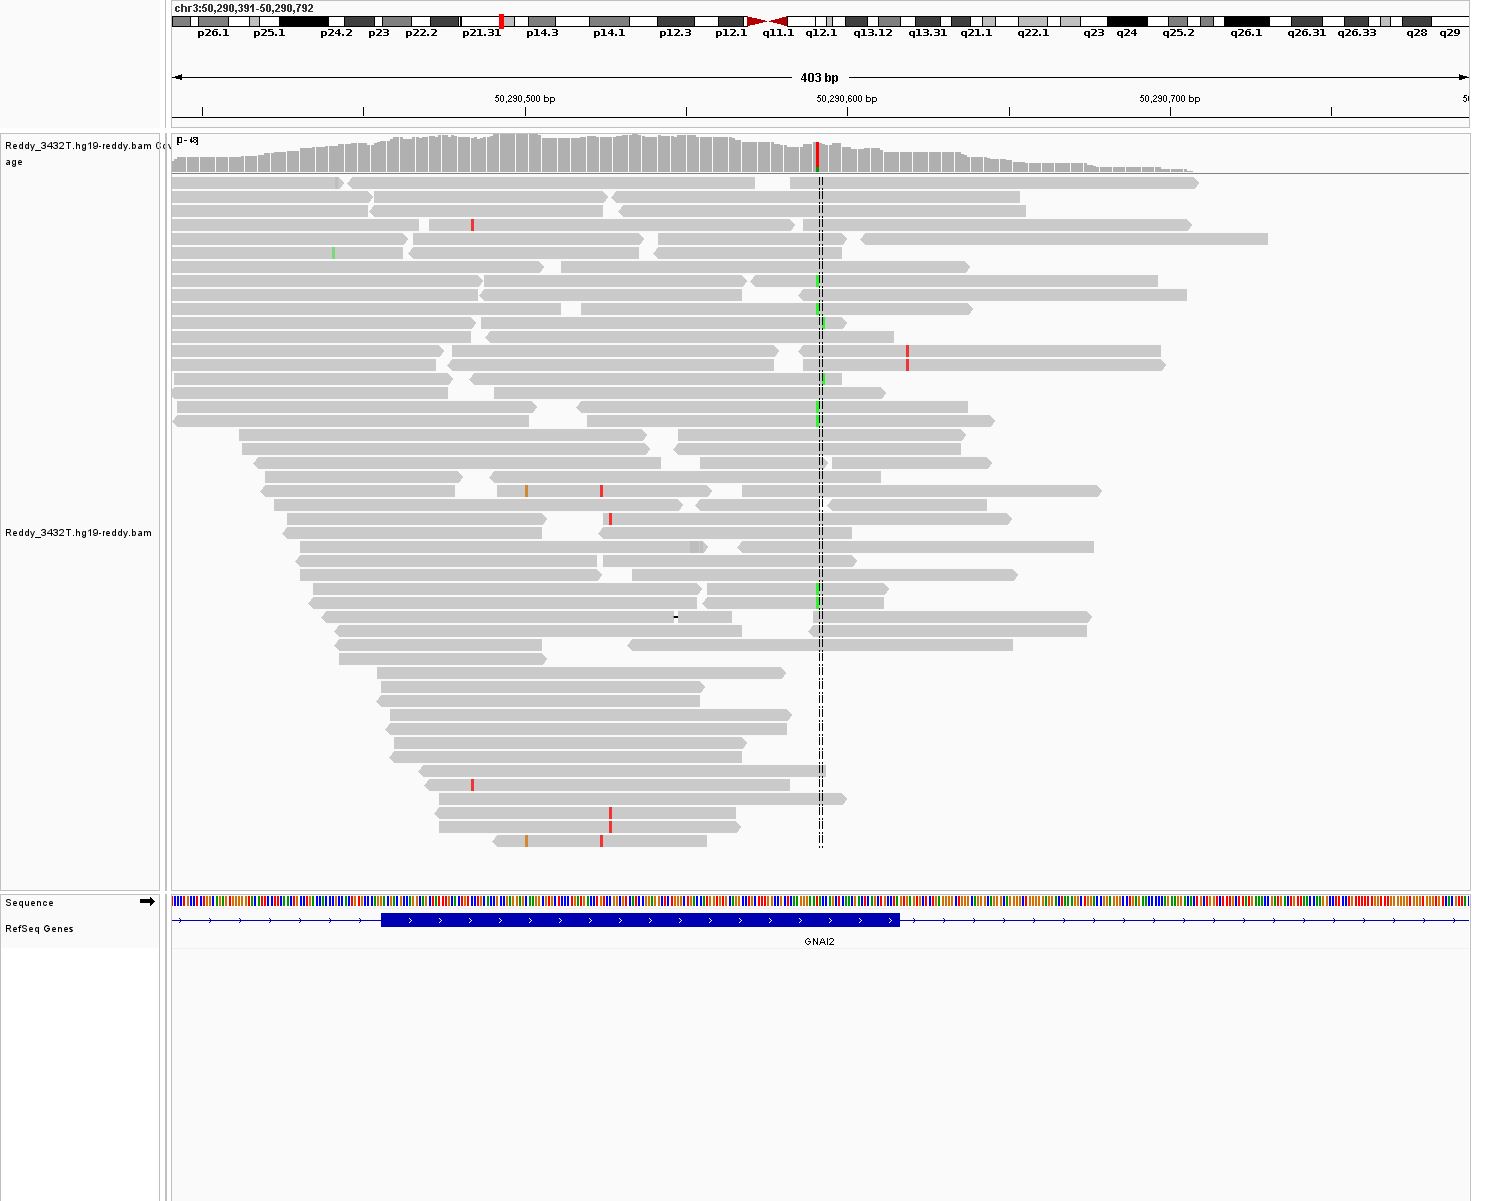 chr3:50,290,391-50,290,792
p26.1 p25.1 p24.2 p23 p22.2 p21.31 p14.3 p14.1 p12.3 p12.1 q11.1 q12.1 q13.12 q13.31 q21.1 q22.1 q23 q24 q25.2 q26.1 q26.31 q26.33 q28 q29
403 bp
50,290,500 bp 50,290,600 bp 50,290,700 bp 50
Reddy_3432T.hg19-reddy.bam Cov
age
Reddy_3432T.hg19-reddy.bam
Sequence
RefSeq Genes
GNAI2